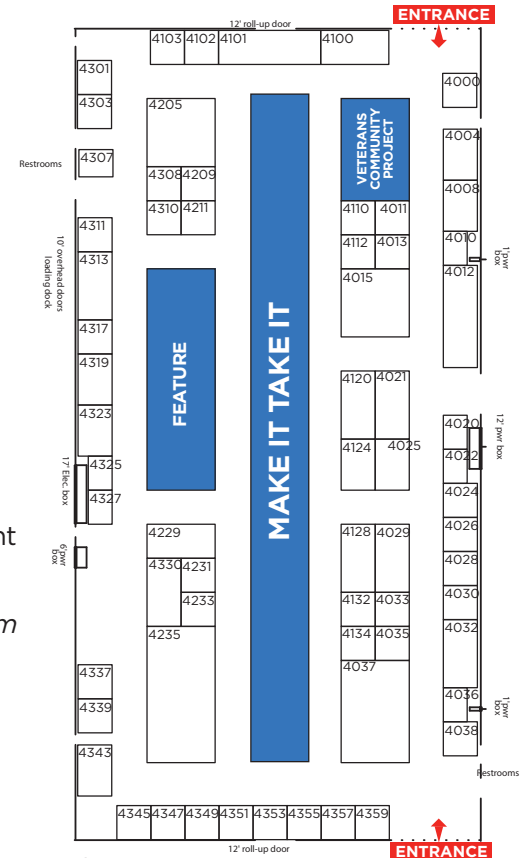 ENTRANCE
12' roll-up door
4103 4102 4101 4100
4301
4303
4000
4205
VETERANS
COMMUNITY
PROJECT
4004
4307
Restrooms
4308 4209
4008
4310 4211
4110 4011
4311
4112 4013
4010
1'pwr
box
10' overhead doors
loading dock
4313
4015
4012
MAKE IT TAKE IT
FEATURE
4317
4319
4120 4021
4323
4020
12' pwr box
4124 4025
4022
17' Elec. box
4325
4024
4327
4026
nt
4229
4128 4029
6'pwr
box
4330 4231
4028
4233
4132 4033
4030
m
4235
4134 4035
4032
4037
4337
4036
1'pwr
box
4339
4038
4343
Restrooms
4345 4347 4349 4351 4353 4355 4357 4359
12' roll-up door
ENTRANCE